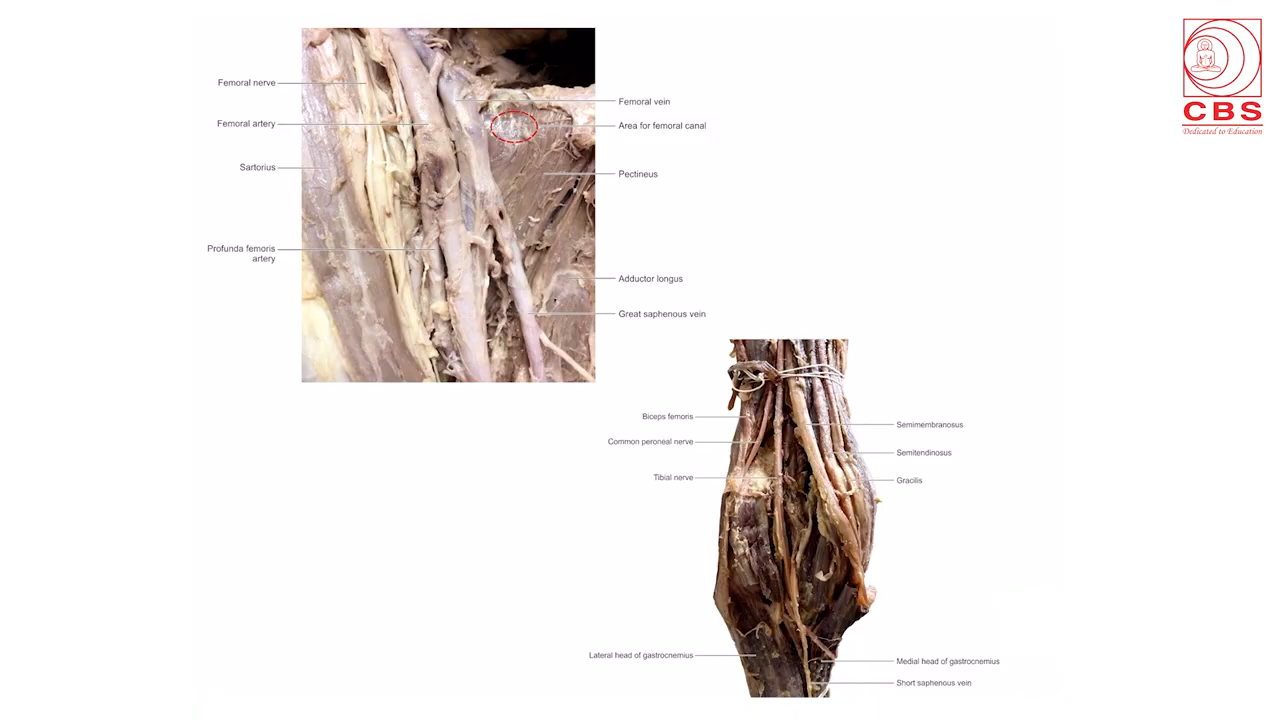 Femoral nerve
Femoral artery
Sartorius
Profunda femoris
artery
Femoral vein
Area for femoral canal
Pectineus
Adductor longus
Great saphenous vein
CBS
Dedicated to Education
Biceps femoris
Common peroneal nerve
Tibial nerve
Lateral head of gastrocnemius
Semimembranosus
Semitendinosus
Gracilis
Medial head of gastrocnemius
Short saphenous vein